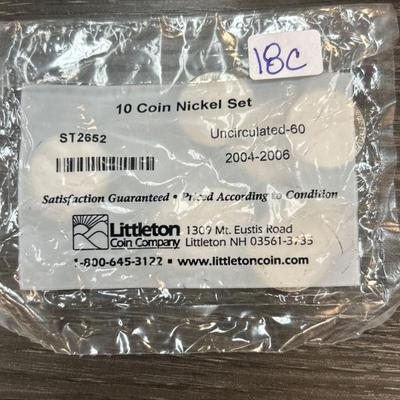 18C
10 Coin Nickel Set
ST2652 Uncirculated-60
2004-2006
Satisfaction Guaranteed • Priced According to Condition
Littleton 1309 Mt. Eustis Road
Coin Company Littleton NH 03561-3735
1-800-645-3122 ■ www.littletoncoin.com